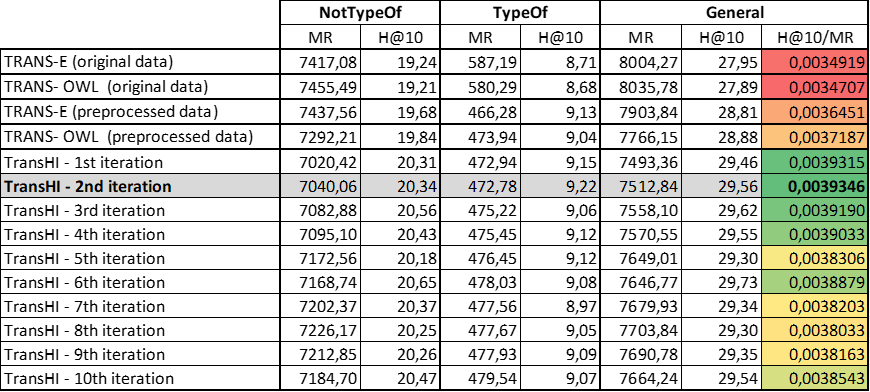 NotTypeOf TypeOf General
MR H@10 MR H@10 MR H@10 H@10/MR
TRANS-E (original data) 7417,08 19,24 587,19 8,71 8004,27 27,95 0,0034919
TRANS- OWL (original data) 7455,49 19,21 580,29 8,68 8035,78 27,89 0,0034707
TRANS-E (preprocessed data) 7437,56 19,68 466,28 9,13 7903,84 28,81 0,0036451
TRANS- OWL (preprocessed data) 7292,21 19,84 473,94 9,04 7766,15 28,88 0,0037187
TransHI - 1st iteration 7020,42 20,31 472,94 9,15 7493,36 29,46 0,0039315
TransHI - 2nd iteration 7040,06 20,34 472,78 9,22 7512,84 29,56 0,0039346
TransHI - 3rd iteration 7082,88 20,56 475,22 9,06 7558,10 29,62 0,0039190
TransHI - 4th iteration 7095,10 20,43 475,45 9,12 7570,55 29,55 0,0039033
TransHI - 5th iteration 7172,56 20,18 476,45 9,12 7649,01 29,30 0,0038306
TransHI - 6th iteration 7168,74 20,65 478,03 9,08 7646,77 29,73 0,0038879
TransHI - 7th iteration 7202,37 20,37 477,56 8,97 7679,93 29,34 0,0038203
TransHI - 8th iteration 7226,17 20,25 477,67 9,05 7703,84 29,30 0,0038033
TransHI - 9th iteration 7212,85 20,26 477,93 9,09 7690,78 29,35 0,0038163
TransHI - 10th iteration 7184,70 20,47 479,54 9,07 7664,24 29,54 0,0038543